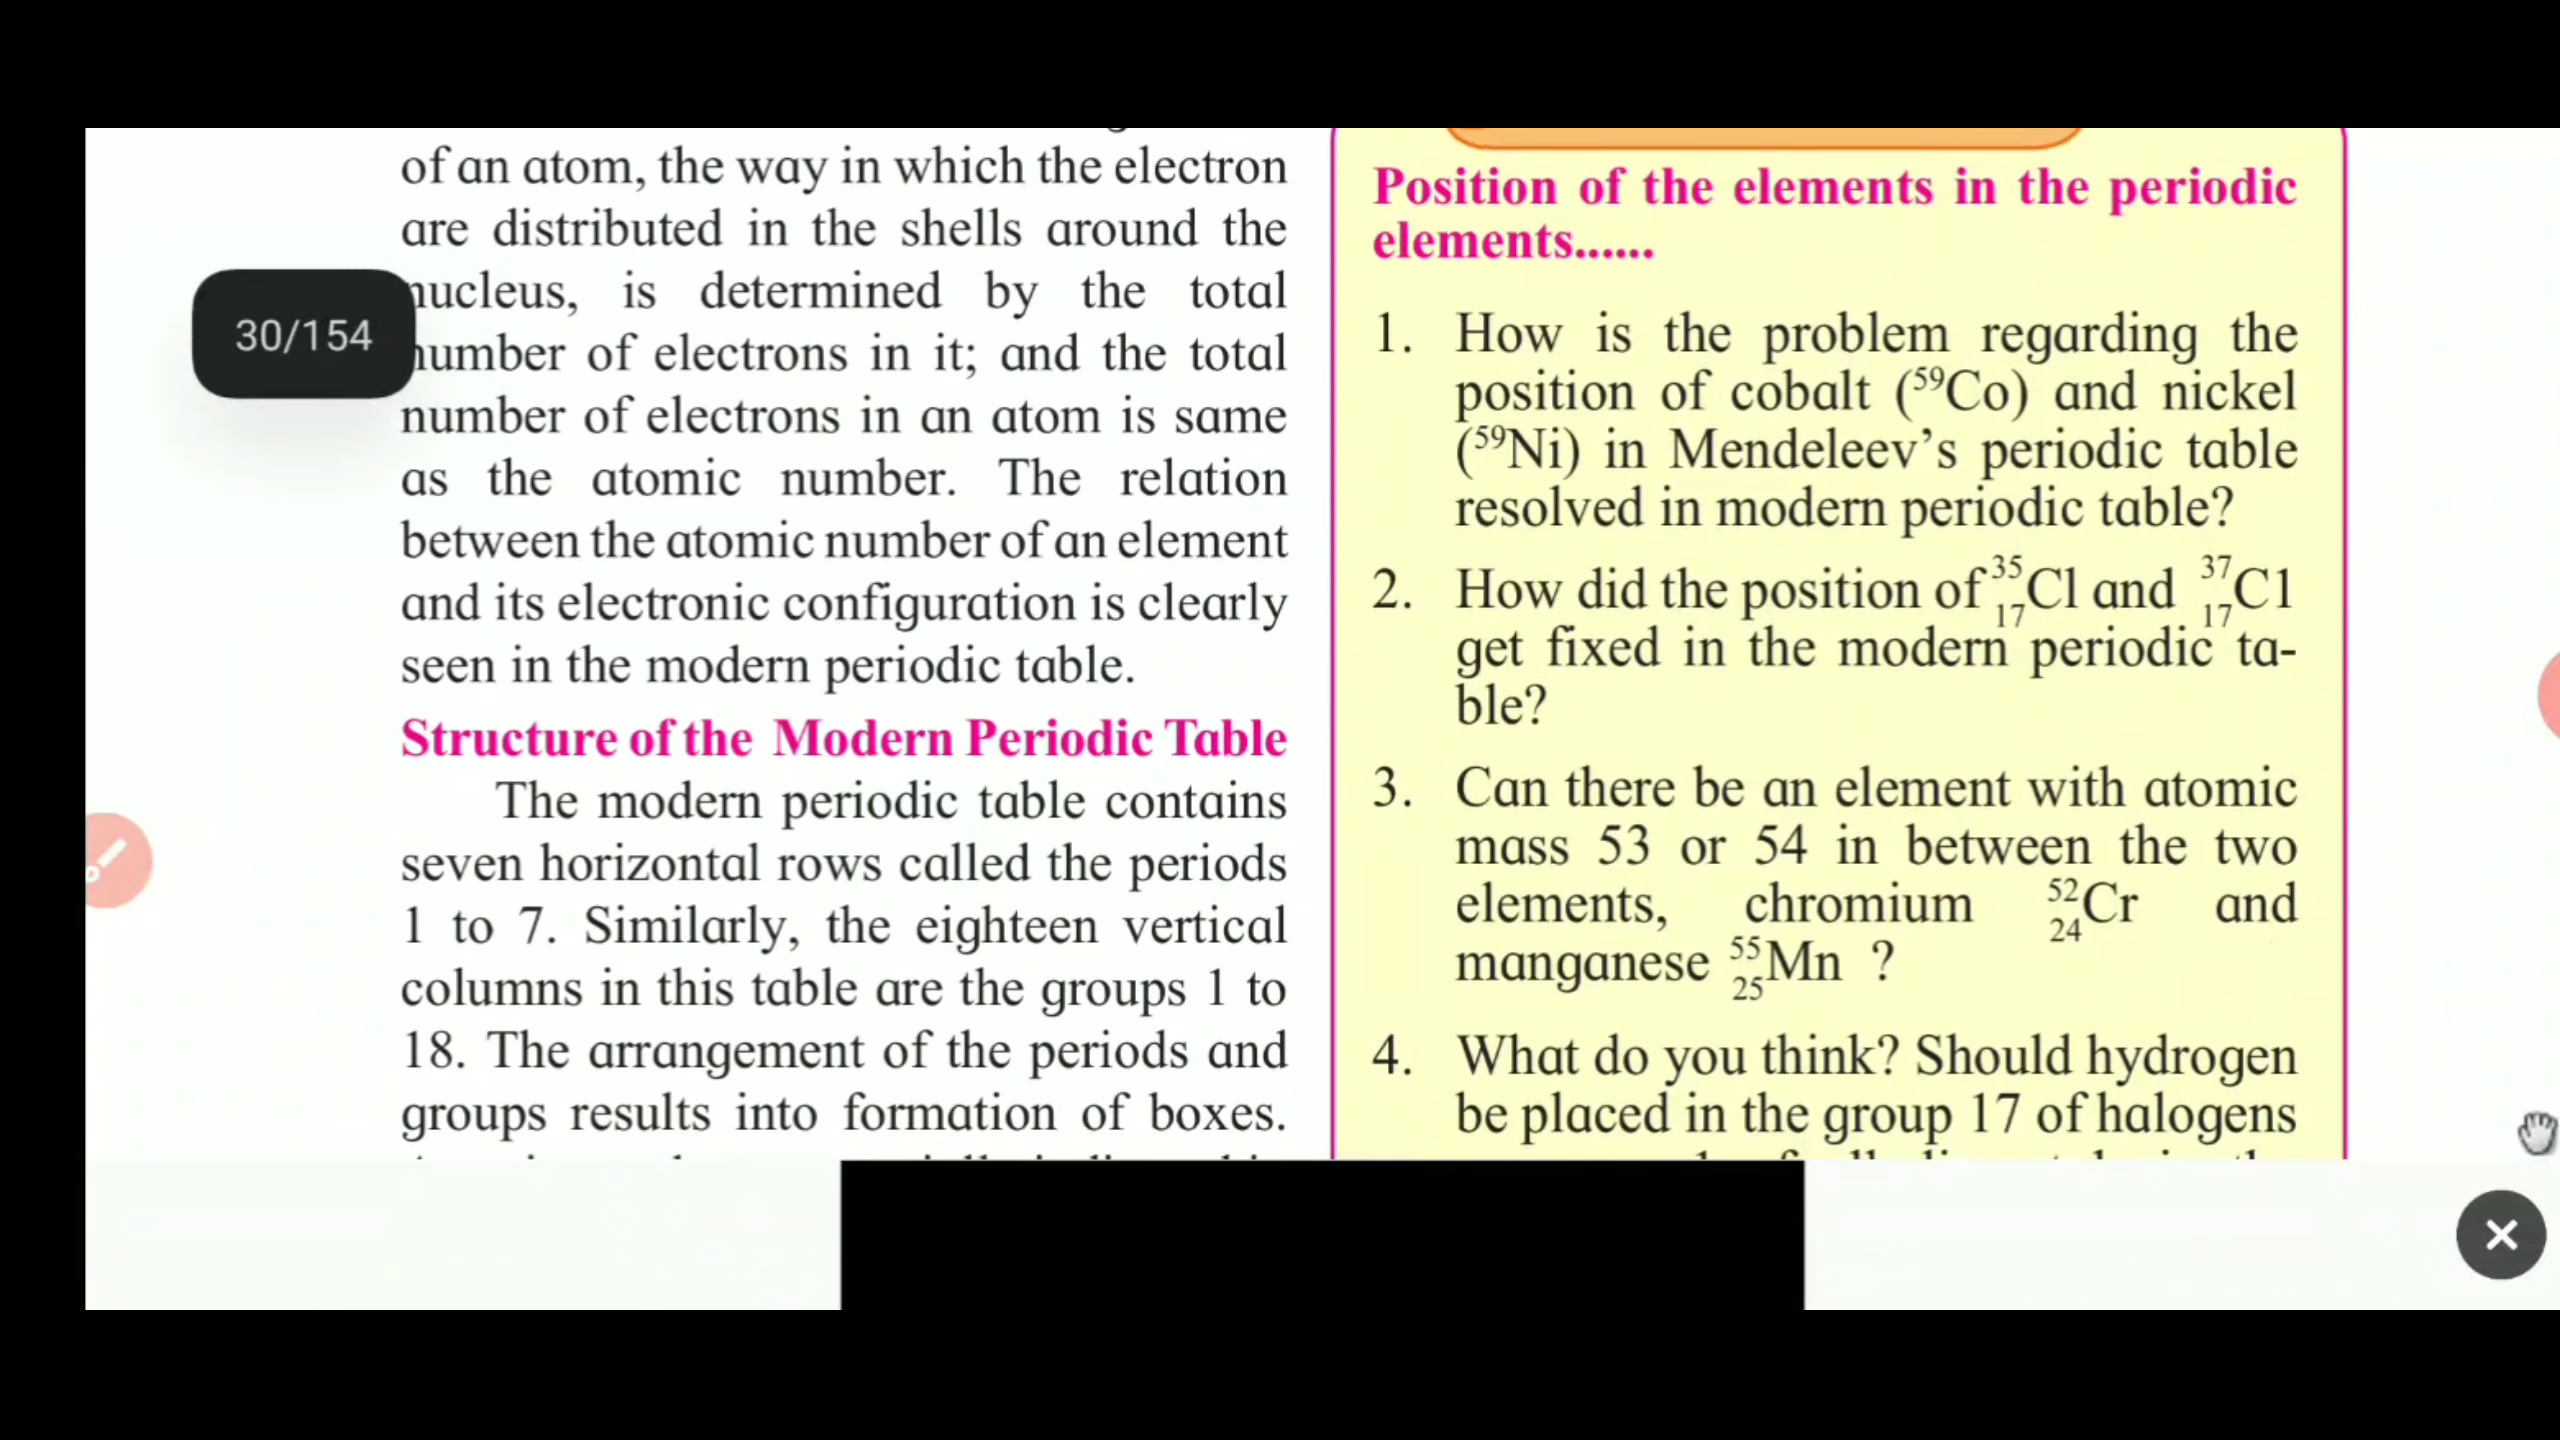 of an atom, the way in which the electron
are distributed in the shells around the
nucleus, is determined by the total
number of electrons in it; and the total
number of electrons in an atom is same
as the atomic number. The relation
between the atomic number of an element
and its electronic configuration is clearly
seen in the modern periodic table.
Structure of the Modern Periodic Table
The modern periodic table contains
seven horizontal rows called the periods
1 to 7. Similarly, the eighteen vertical
columns in this table are the groups 1 to
18. The arrangement of the periods and
groups results into formation of boxes.
30/154
Position of the elements in the periodic
elements......
1. How is the problem regarding the
position of cobalt (⁵⁹Co) and nickel
(⁵⁹Ni) in Mendeleev’s periodic table
resolved in modern periodic table?
2. How did the position of ³⁵₁₇Cl and ³⁷₁₇C1
get fixed in the modern periodic ta-
ble?
3. Can there be an element with atomic
mass 53 or 54 in between the two
elements, chromium ⁵²₂₄Cr and
manganese ⁵⁵₂₅Mn ?
4. What do you think? Should hydrogen
be placed in the group 17 of halogens